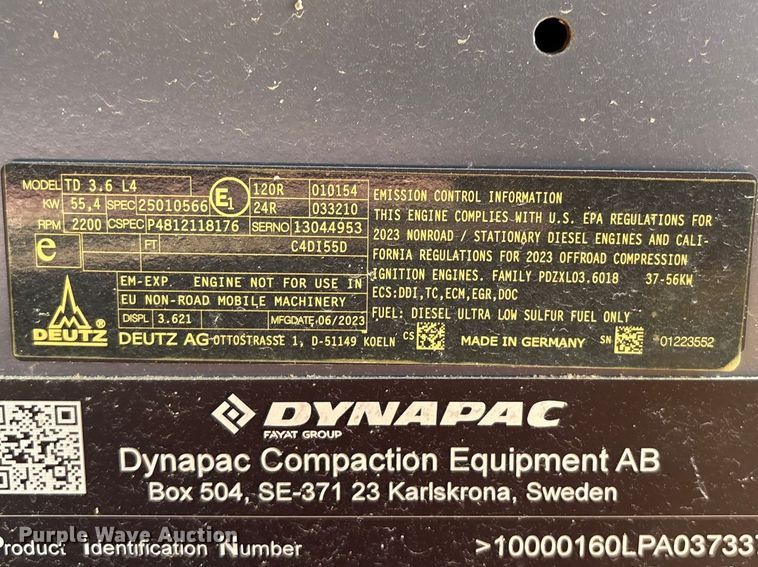 MODEL TD 3.6 L4
KW 55,4 SPEC 25010566 E1 120R 010154
24R 033210
RPM 2200 CSPEC P4812118176 SERNO 13044953
e FT C4DI55D
EM-EXP. ENGINE NOT FOR USE IN
EU NON-ROAD MOBILE MACHINERY
DISPL 3.621 MFGDATE 06/2023
DEUTZ ®
DEUTZ AG OTTOSTRASSE 1, D-51149 KOELN
EMISSION CONTROL INFORMATION
THIS ENGINE COMPLIES WITH U.S. EPA REGULATIONS FOR
2023 NONROAD / STATIONARY DIESEL ENGINES AND CALI-
FORNIA REGULATIONS FOR 2023 OFFROAD COMPRESSION
IGNITION ENGINES. FAMILY PDZXL03.6018 37-56KW
ECS:DDI,TC,ECM,EGR,DOC
FUEL: DIESEL ULTRA LOW SULFUR FUEL ONLY
CS MADE IN GERMANY SN 01223552
DYNAPAC
FAYAT GROUP
Dynapac Compaction Equipment AB
Box 504, SE-371 23 Karlskrona, Sweden
Product Identification Number >10000160LPA037337
Purple Wave Auction